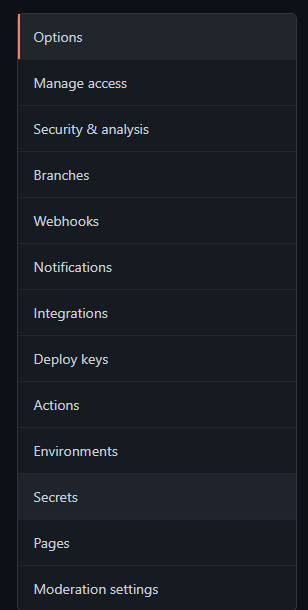 Options
Manage access
Security & analysis
Branches
Webhooks
Notifications
Integrations
Deploy keys
Actions
Environments
Secrets
Pages
Moderation settings